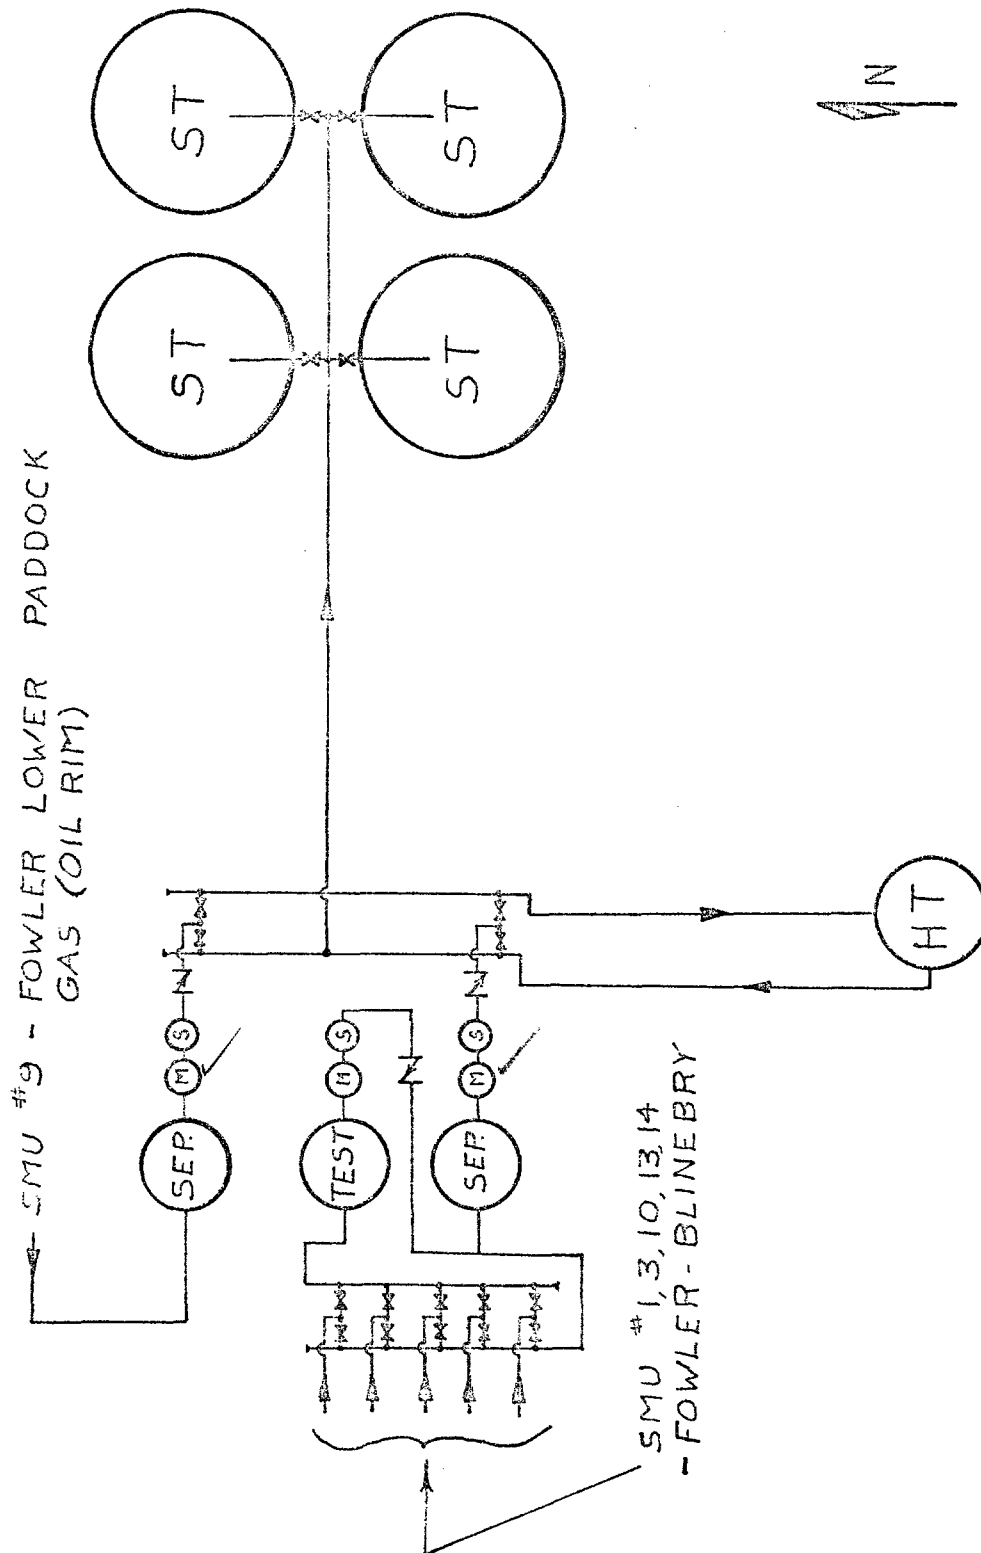 SMU #9 - FOWLER LOWER PADDOCK
GAS (OIL RIM)
ST
ST
ST
ST
N
SEP.
M
S
TEST
M
S
SEP.
M
S
HT
SMU #1,3,10,13,14
- FOWLER - BLINEBRY